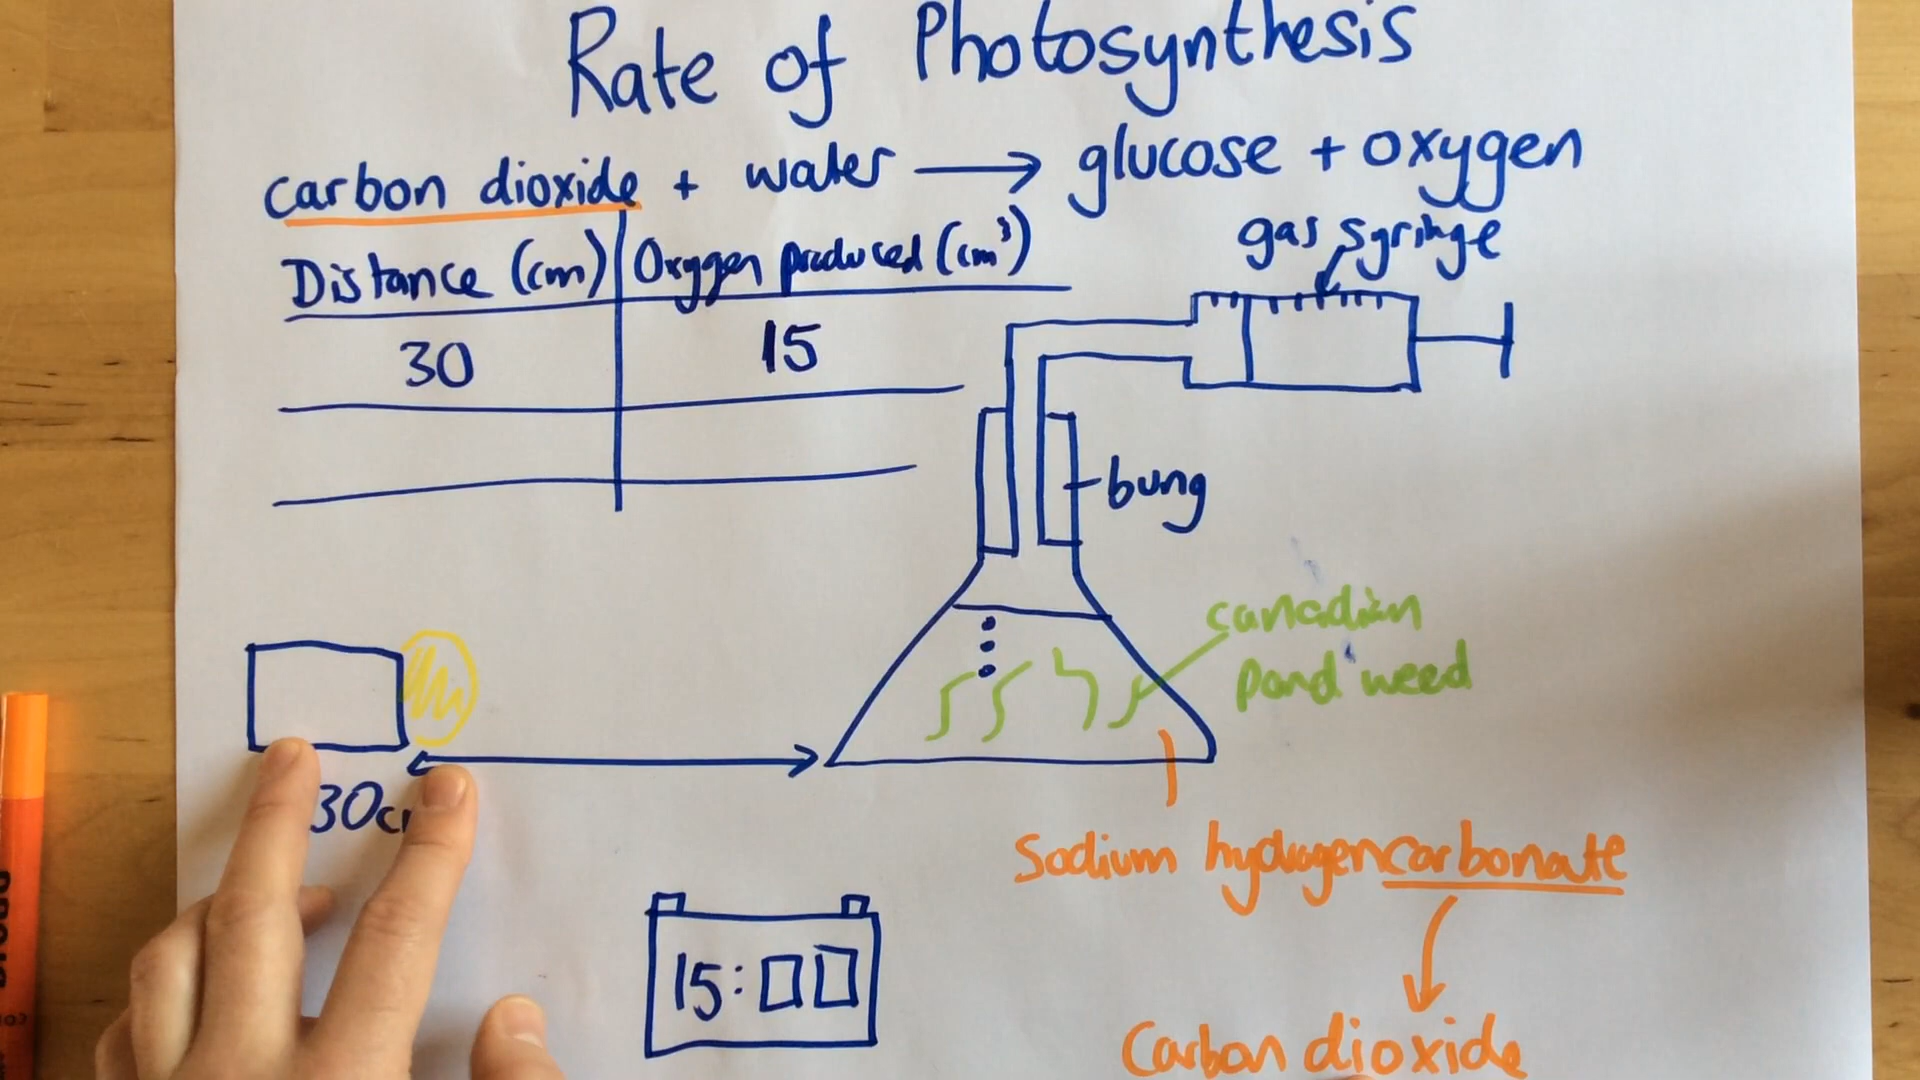 Rate of Photosynthesis
carbon dioxide + water → glucose + oxygen
Distance (cm) Oxygen produced (cm³)
30 15
gas syringe
bung
canadian
pond weed
30c
15:00
Sodium hydrogencarbonate
Carbon dioxide